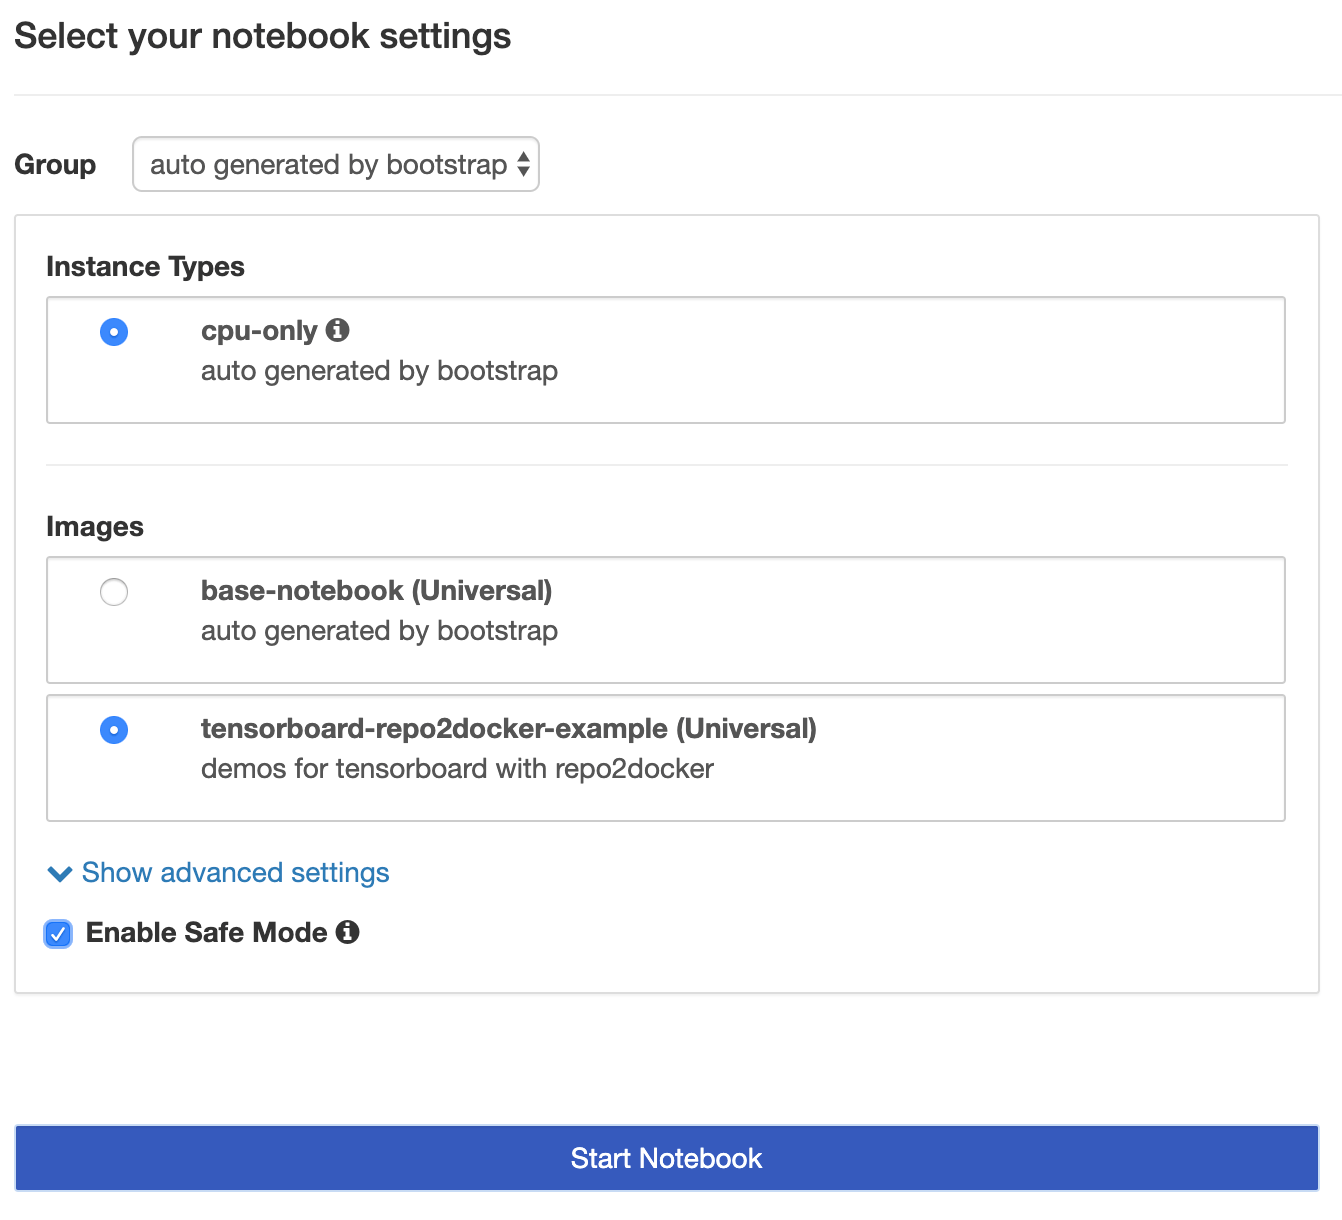 Select your notebook settings
Group auto generated by bootstrap
Instance Types
cpu-only
auto generated by bootstrap
Images
base-notebook (Universal)
auto generated by bootstrap
tensorboard-repo2docker-example (Universal)
demos for tensorboard with repo2docker
Show advanced settings
Enable Safe Mode
Start Notebook